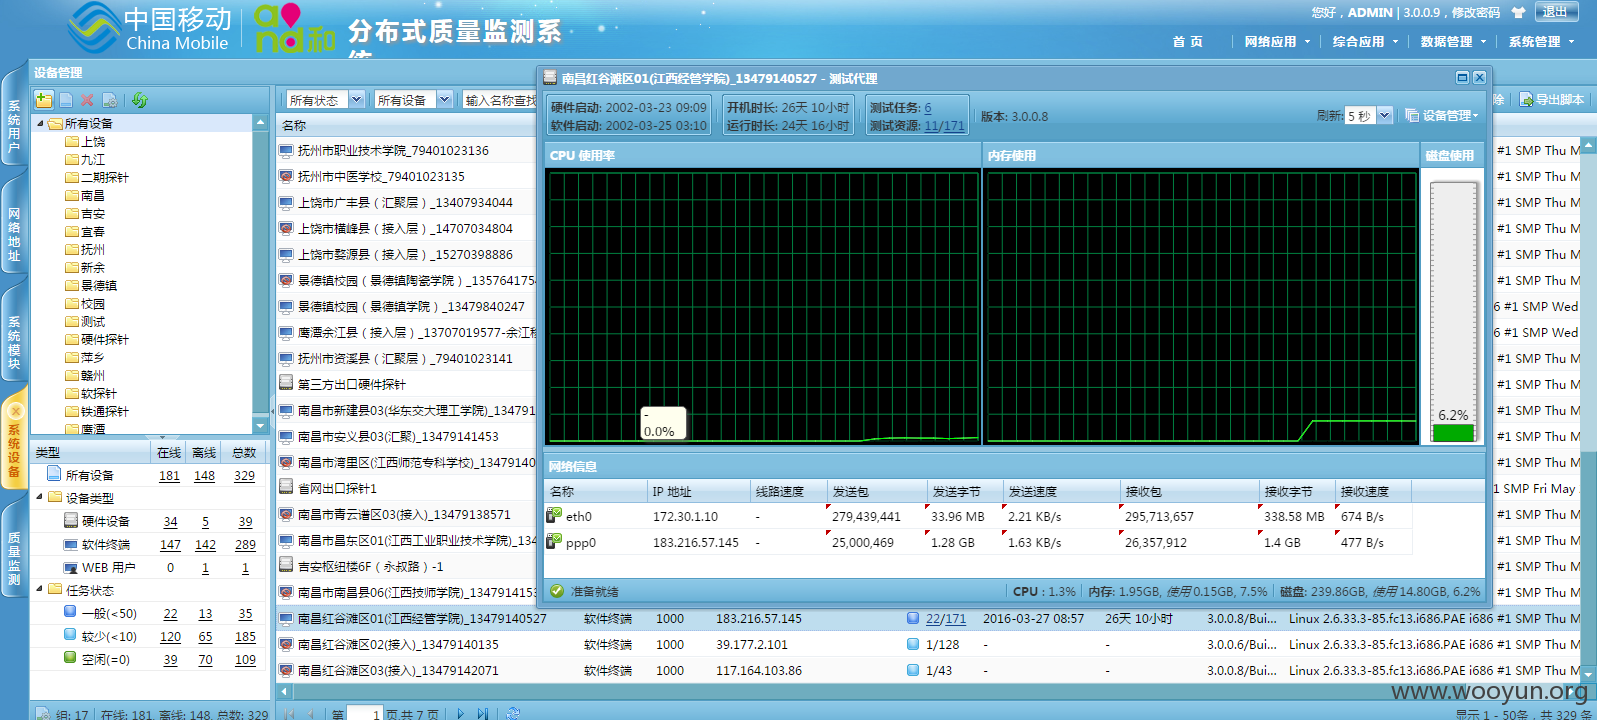 中国移动
China Mobile
and和
分布式质量监测系统
您好，ADMIN | 3.0.0.9，修改密码 退出
首 页 网络应用 综合应用 数据管理 系统管理
系统用户
网络地址
系统模块
系统设备
质量监测
设备管理
所有设备
上饶
九江
二期探针
南昌
吉安
宜春
抚州
新余
景德镇
校园
测试
硬件探针
萍乡
赣州
软探针
铁通探针
鹰潭
类型 在线 离线 总数
所有设备 181 148 329
设备类型
硬件设备 34 5 39
软件终端 147 142 289
WEB 用户 0 1 1
任务状态
一般(<50) 22 13 35
较少(<10) 120 65 185
空闲(=0) 39 70 109
组: 17 在线: 181, 离线: 148, 总数: 329
所有状态 所有设备 输入名称查找
除 导出脚本
名称
抚州市职业技术学院_79401023136
抚州市中医学校_79401023135
上饶市广丰县（汇聚层）_13407934044
上饶市横峰县（接入层）_14707034804
上饶市婺源县（接入层）_15270398886
景德镇校园（景德镇陶瓷学院）_1357641754
景德镇校园（景德镇学院）_13479840247
鹰潭余江县（接入层）_13707019577-余江移
抚州市资溪县（汇聚层）_79401023141
第三方出口硬件探针
南昌市新建县03(华东交大理工学院)_134791
南昌市安义县03(汇聚)_13479141453
南昌市湾里区(江西师范专科学校)_13479140
省网出口探针1
南昌市青云谱区03(接入)_13479138571
南昌市昌东区01(江西工业职业技术学院)_134
吉安枢纽楼6F（永叔路）-1
南昌市南昌县06(江西技师学院)_134791415
南昌红谷滩区01(江西经管学院)_13479140527 软件终端 1000 183.216.57.145 22/171 2016-03-27 08:57 26天 10小时 3.0.0.8/Bui... Linux 2.6.33.3-85.fc13.i686.PAE i686 #1 SMP Thu M
南昌红谷滩区02(接入)_13479140135 软件终端 1000 39.177.2.101 1/128 - - 3.0.0.6/Bui... Linux 2.6.33.3-85.fc13.i686.PAE i686 #1 SMP Thu M
南昌红谷滩区03(接入)_13479142071 软件终端 1000 117.164.103.86 1/43 - - 3.0.0.8/Bui... Linux 2.6.33.3-85.fc13.i686.PAE i686 #1 SMP Thu M
第 1 页,共 7 页
显示 1 - 50条，共 329 条
南昌红谷滩区01(江西经管学院)_13479140527 - 测试代理
硬件启动: 2002-03-23 09:09
软件启动: 2002-03-25 03:10
开机时长: 26天 10小时
运行时长: 24天 16小时
测试任务: 6
测试资源: 11/171
版本: 3.0.0.8
刷新: 5 秒 设备管理
CPU 使用率 内存使用 磁盘使用
-
0.0%
6.2%
网络信息
名称 IP 地址 线路速度 发送包 发送字节 发送速度 接收包 接收字节 接收速度
eth0 172.30.1.10 - 279,439,441 33.96 MB 2.21 KB/s 295,713,657 338.58 MB 674 B/s
ppp0 183.216.57.145 - 25,000,469 1.28 GB 1.63 KB/s 26,357,912 1.4 GB 477 B/s
准备就绪 CPU : 1.3% 内存: 1.95GB, 使用 0.15GB, 7.5% 磁盘: 239.86GB, 使用 14.80GB, 6.2%
#1 SMP Thu M
#1 SMP Thu M
#1 SMP Thu M
#1 SMP Thu M
#1 SMP Thu M
#1 SMP Thu M
6 #1 SMP Wed
6 #1 SMP Wed
#1 SMP Thu M
#1 SMP Thu M
#1 SMP Thu M
#1 SMP Thu M
#1 SMP Thu M
1 SMP Fri May
#1 SMP Thu M
#1 SMP Thu M
#1 SMP Thu M
#1 SMP Thu M
www.wooyun.org